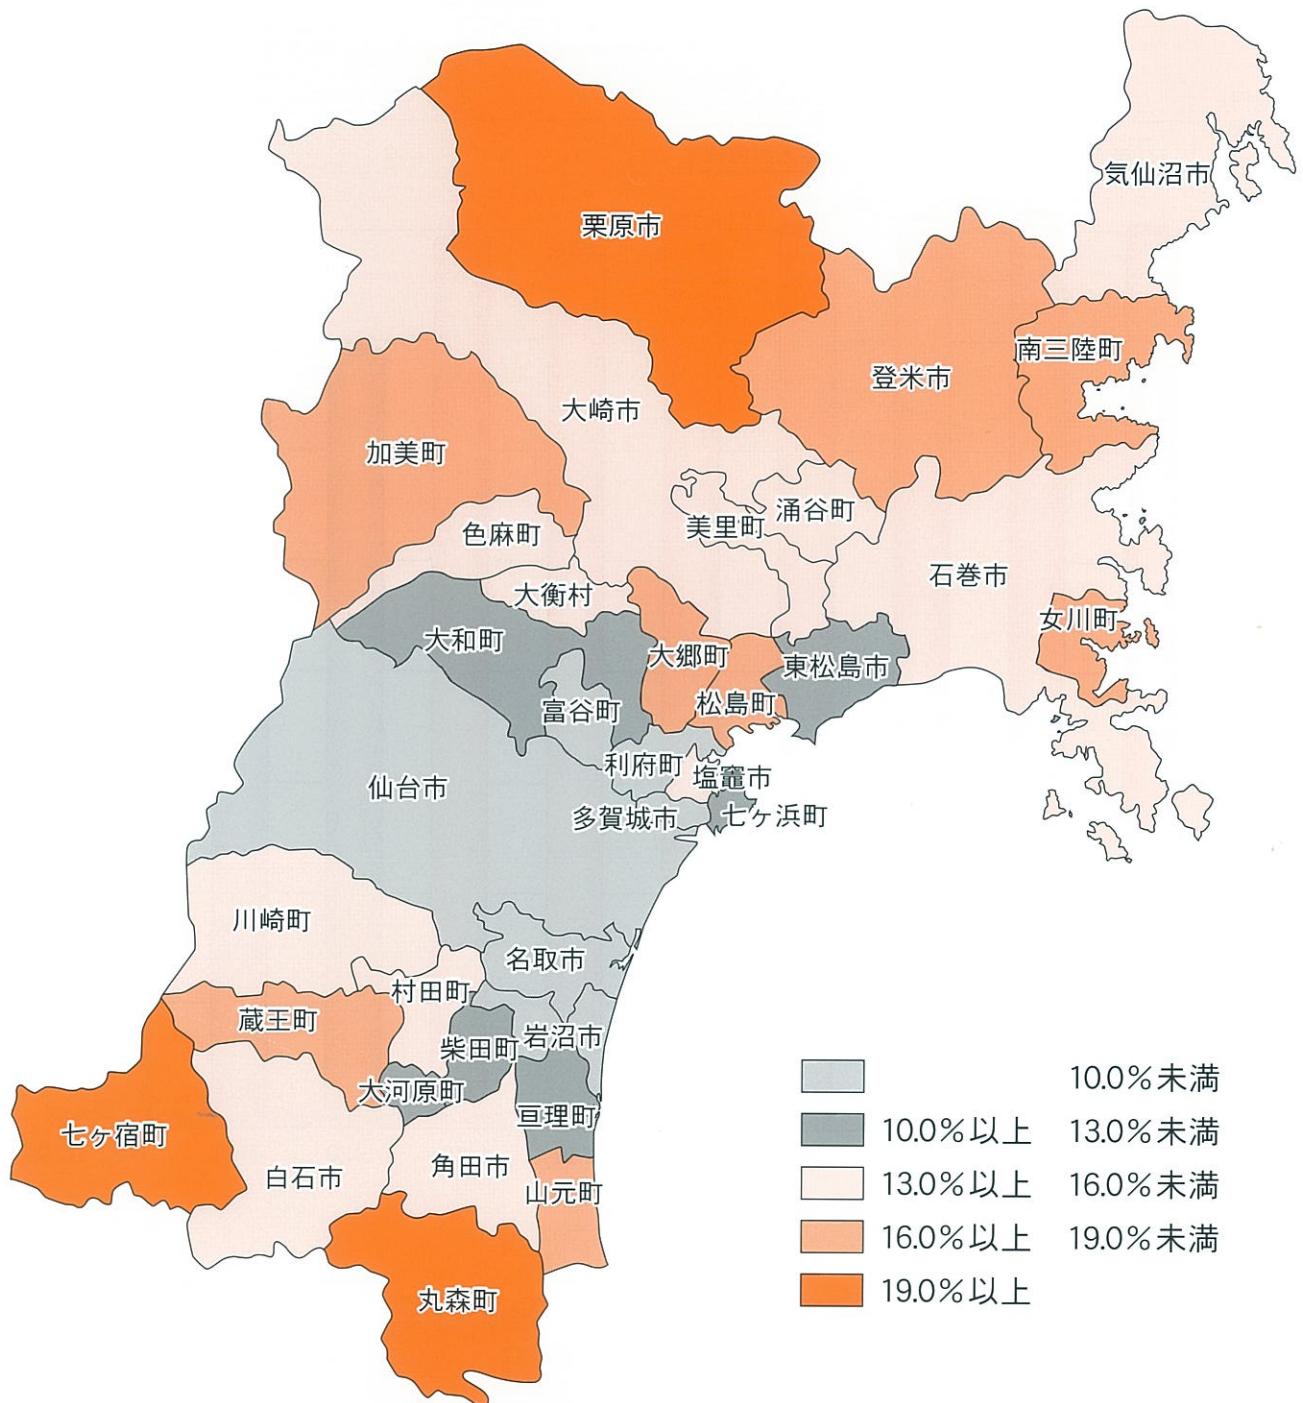 気仙沼市
栗原市
南三陸町
登米市
大崎市
加美町
涌谷町
美里町
色麻町
石巻市
大衡村
女川町
大和町
大郷町
東松島市
松島町
富谷町
利府町
塩竈市
仙台市
多賀城市
七ヶ浜町
川崎町
名取市
村田町
蔵王町
岩沼市
柴田町
大河原町
亘理町
七ヶ宿町
角田市
白石市
山元町
丸森町
10.0%未満
10.0%以上 13.0%未満
13.0%以上 16.0%未満
16.0%以上 19.0%未満
19.0%以上